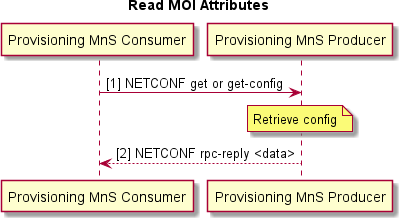 Read MOI Attributes
Provisioning MnS Consumer
Provisioning MnS Producer
[1] NETCONF get or get-config
Retrieve config
[2] NETCONF rpc-reply <data>
Provisioning MnS Consumer
Provisioning MnS Producer